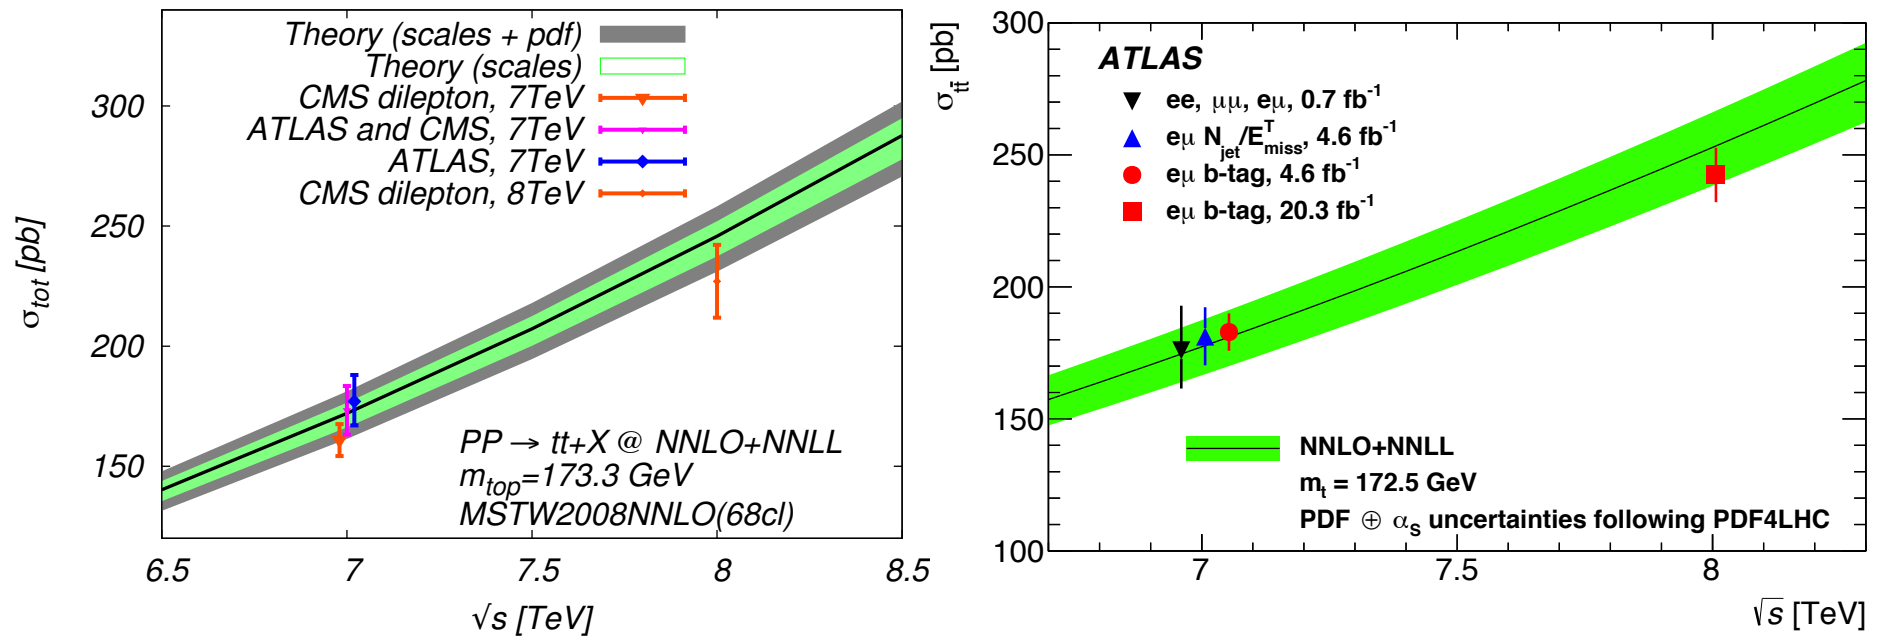 Theory (scales + pdf)
Theory (scales)
CMS dilepton, 7TeV
ATLAS and CMS, 7TeV
ATLAS, 7TeV
CMS dilepton, 8TeV
σtot [pb]
300
250
200
150
PP → tt+X @ NNLO+NNLL
mtop=173.3 GeV
MSTW2008NNLO(68cl)
6.5 7 7.5 8 8.5
√s [TeV]
σtt̄ [pb]
300
250
200
150
100
ATLAS
ee, μμ, eμ, 0.7 fb-1
eμ Njet/ETmiss, 4.6 fb-1
eμ b-tag, 4.6 fb-1
eμ b-tag, 20.3 fb-1
NNLO+NNLL
mt = 172.5 GeV
PDF ⊕ αS uncertainties following PDF4LHC
7 7.5 8
√s [TeV]